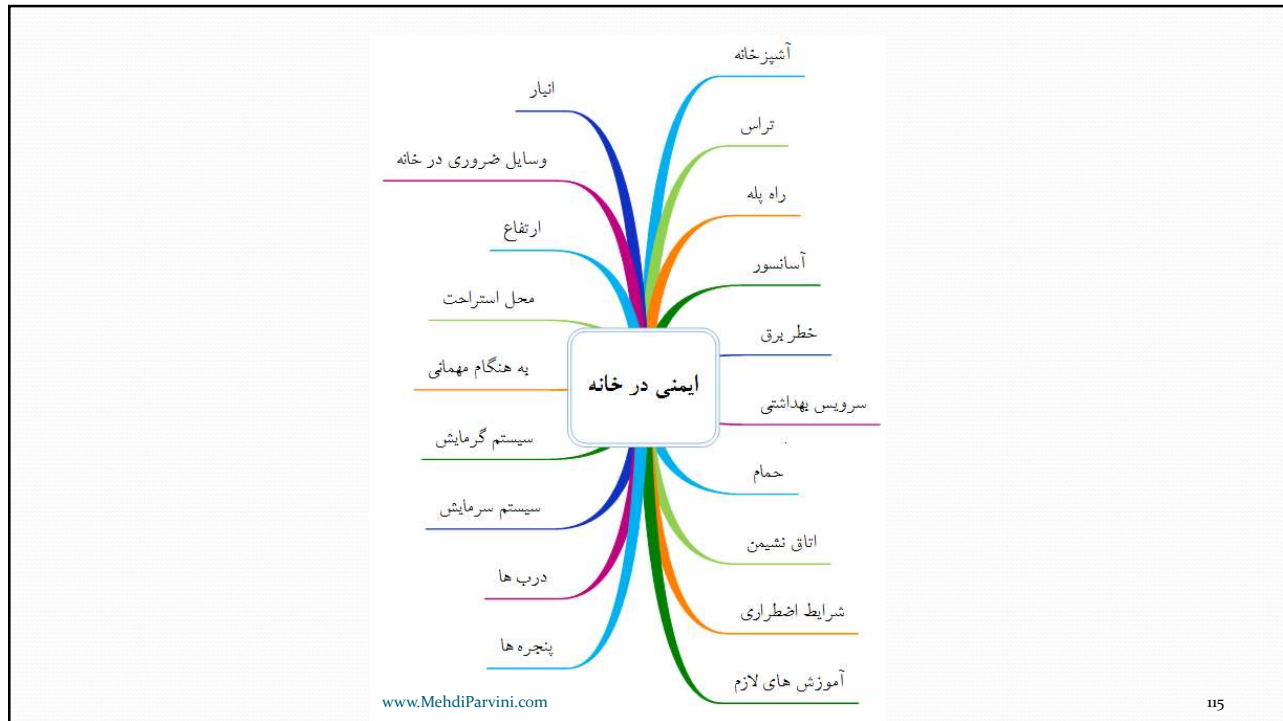 ایمنی در خانه
آشپزخانه
تراس
راه پله
آسانسور
خطر برق
سرویس بهداشتی
حمام
اتاق نشیمن
شرایط اضطراری
آموزش های لازم
انبار
وسایل ضروری در خانه
ارتفاع
محل استراحت
به هنگام مهمانی
سیستم گرمایش
سیستم سرمایش
درب ها
پنجره ها
www.MehdiParvini.com
115